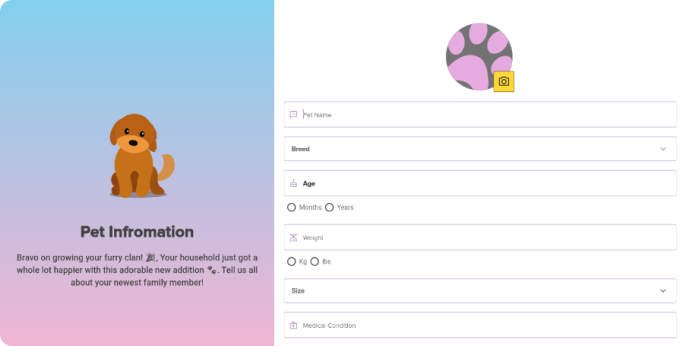 Pet Infromation
Bravo on growing your furry clan! 🎉, Your household just got a
whole lot happier with this adorable new addition 🐾. Tell us all
about your newest family member!
Pet Name
Breed
Age
Months Years
Weight
Kg lbs
Size
Medical Condition